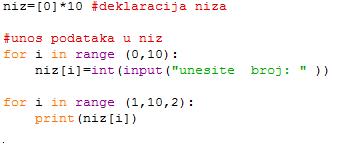 niz=[0]*10 #deklaracija niza
#unos podataka u niz
for i in range (0,10):
    niz[i]=int(input("unesite  broj: " ))
for i in range (1,10,2):
    print(niz[i])